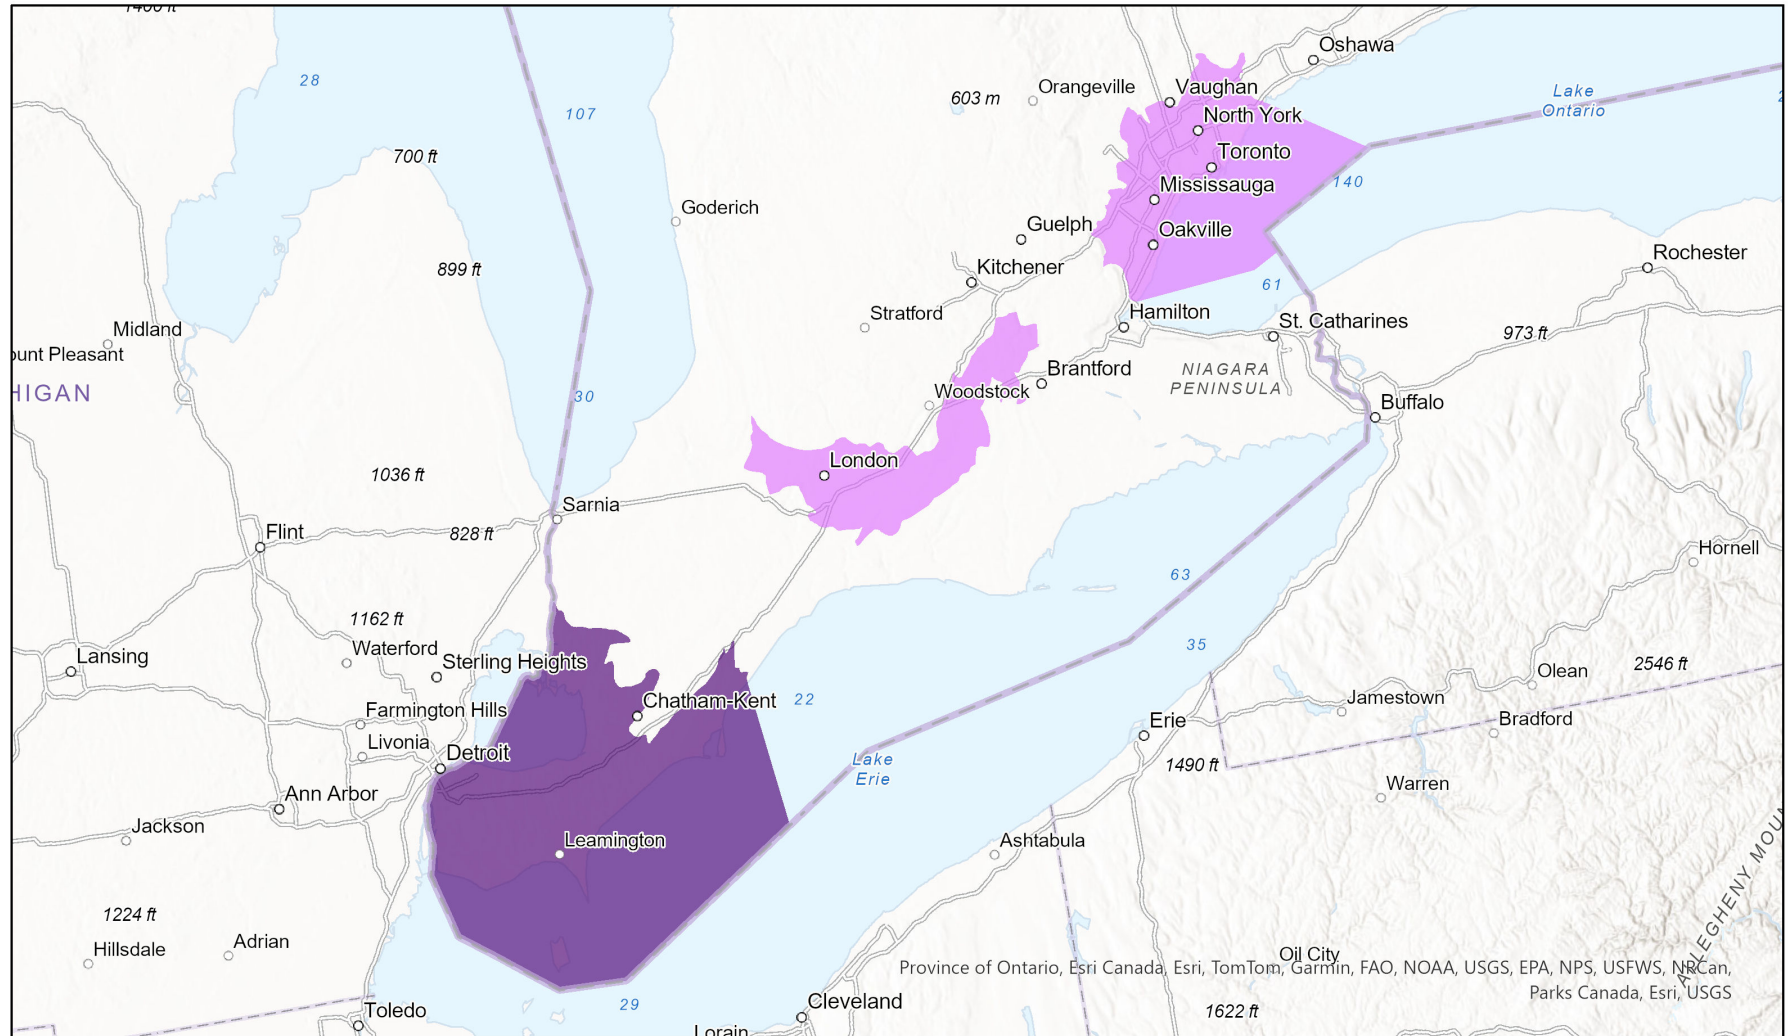 1400 ft
Oshawa
28
Vaughan
Orangeville
603 m
Lake
Ontario
107
North York
700 ft
Toronto
Mississauga
140
Goderich
Guelph
Oakville
Rochester
899 ft
Kitchener
61
Stratford
Hamilton
St. Catharines
Midland
973 ft
ount Pleasant
Brantford
NIAGARA
PENINSULA
HIGAN
Woodstock
30
Buffalo
London
1036 ft
Sarnia
Flint
828 ft
Hornell
63
1162 ft
35
Waterford
Lansing
Sterling Heights
2546 ft
Olean
Chatham-Kent
22
Jamestown
Farmington Hills
Erie
Bradford
Livonia
Detroit
Lake
Erie
1490 ft
Warren
Ann Arbor
Jackson
Leamington
Ashtabula
1224 ft
Adrian
Hillsdale
ALLEGHENY MOU
Oil City
Province of Ontario, Esri Canada, Esri, TomTom, Garmin, FAO, NOAA, USGS, EPA, NPS, USFWS, NRCan,
Parks Canada, Esri, USGS
29
Cleveland
Toledo
1622 ft
Lorain